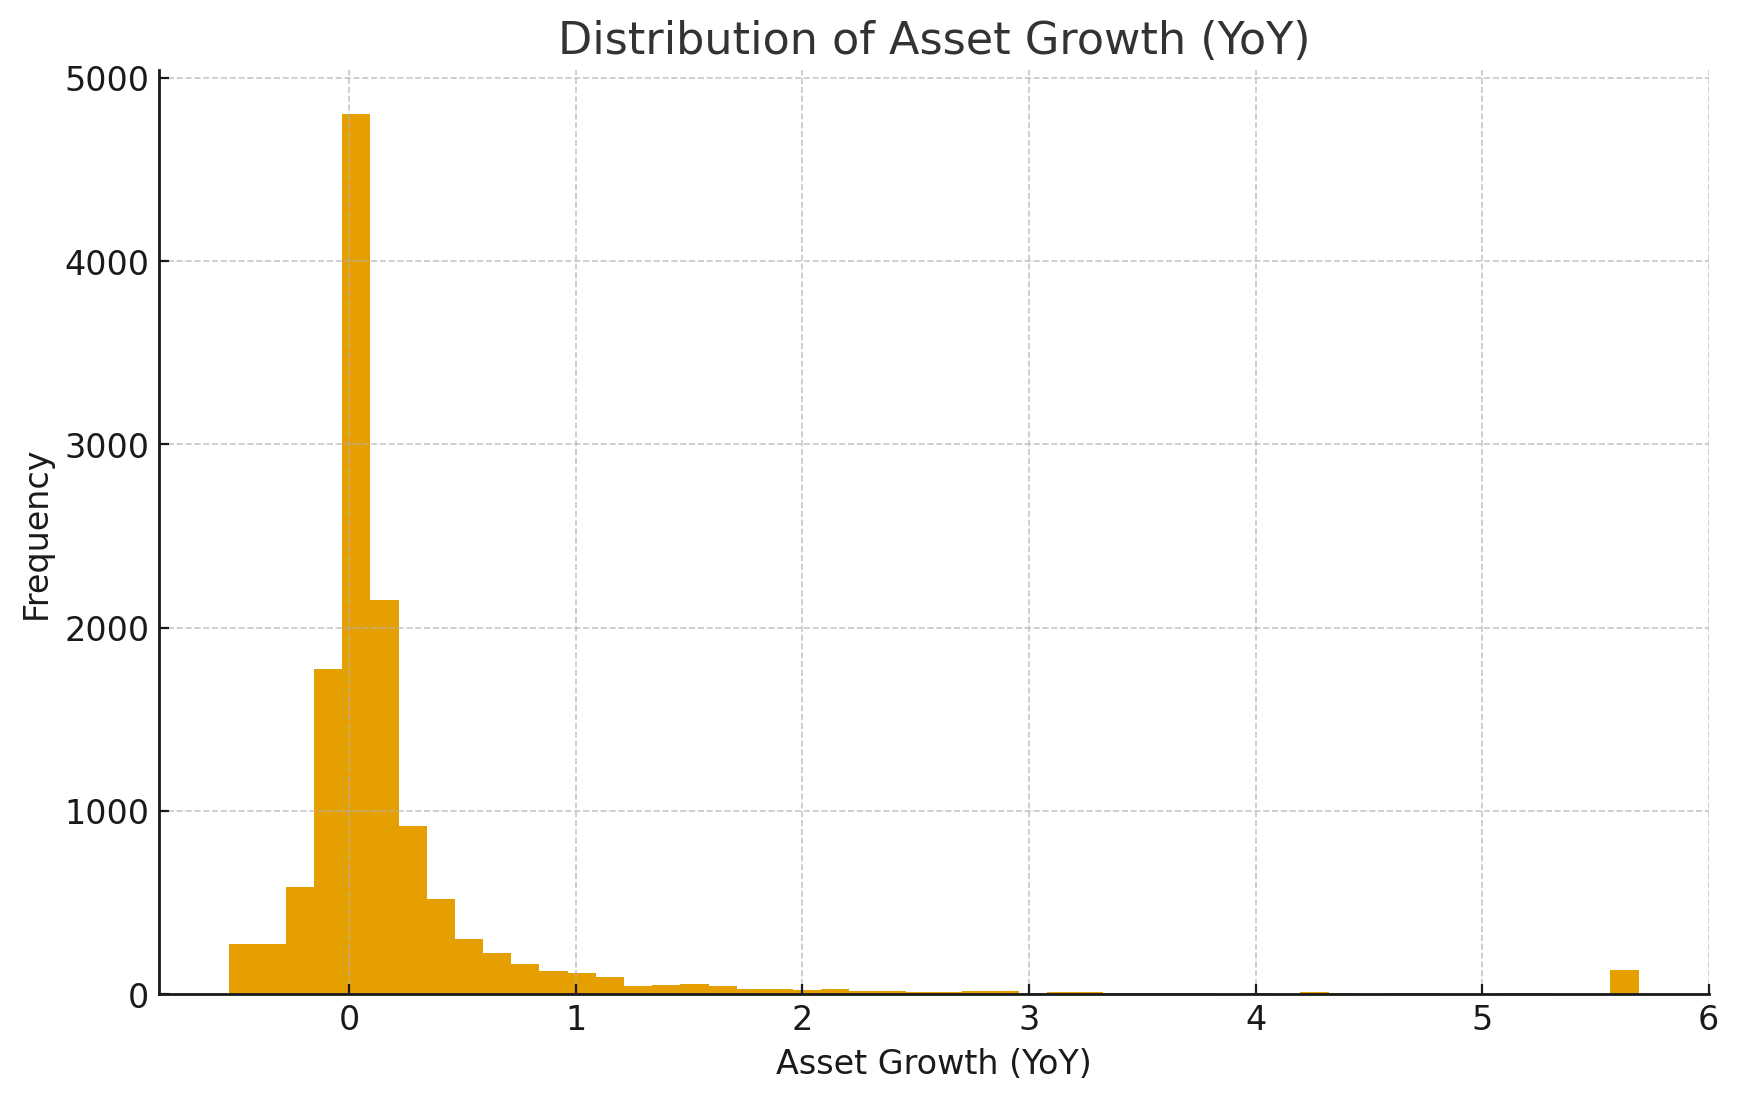 Distribution of Asset Growth (YoY)
5000
4000
3000
2000
1000
0
Frequency
0 1 2 3 4 5 6
Asset Growth (YoY)